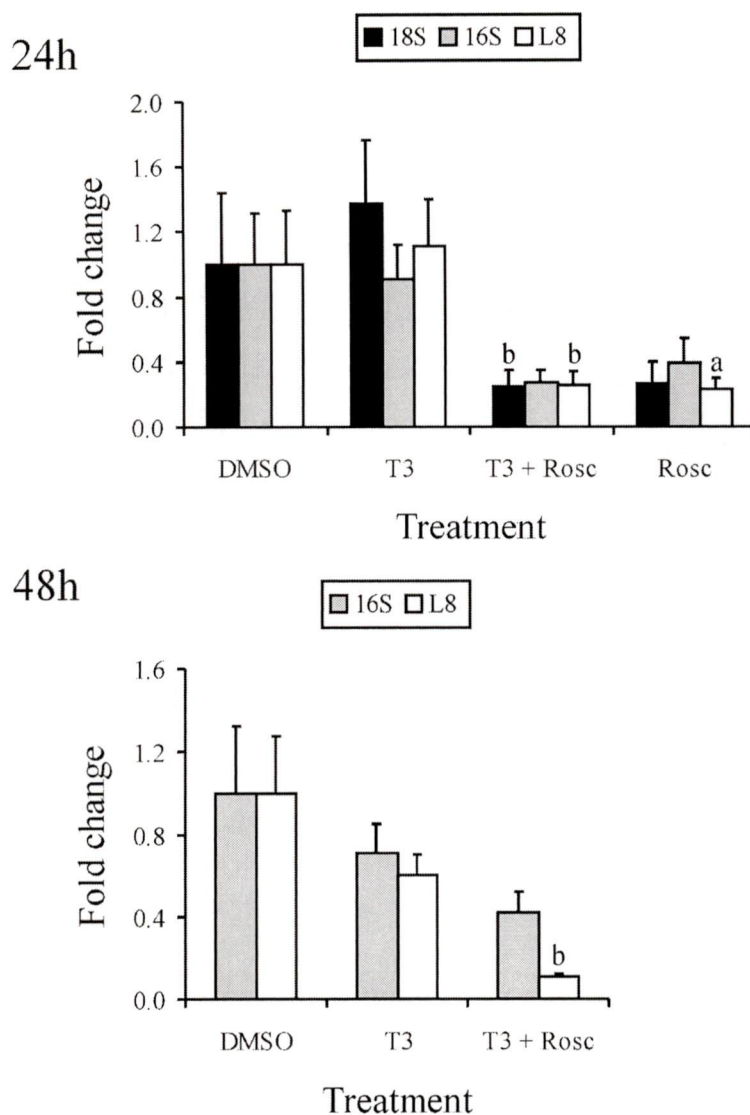 24h
18S 16S L8
Fold change
2.0
1.6
1.2
0.8
0.4
0.0
b b a
DMSO T3 T3 + Rosc Rosc
Treatment
48h
16S L8
Fold change
1.6
1.2
0.8
0.4
0.0
b
DMSO T3 T3 + Rosc
Treatment